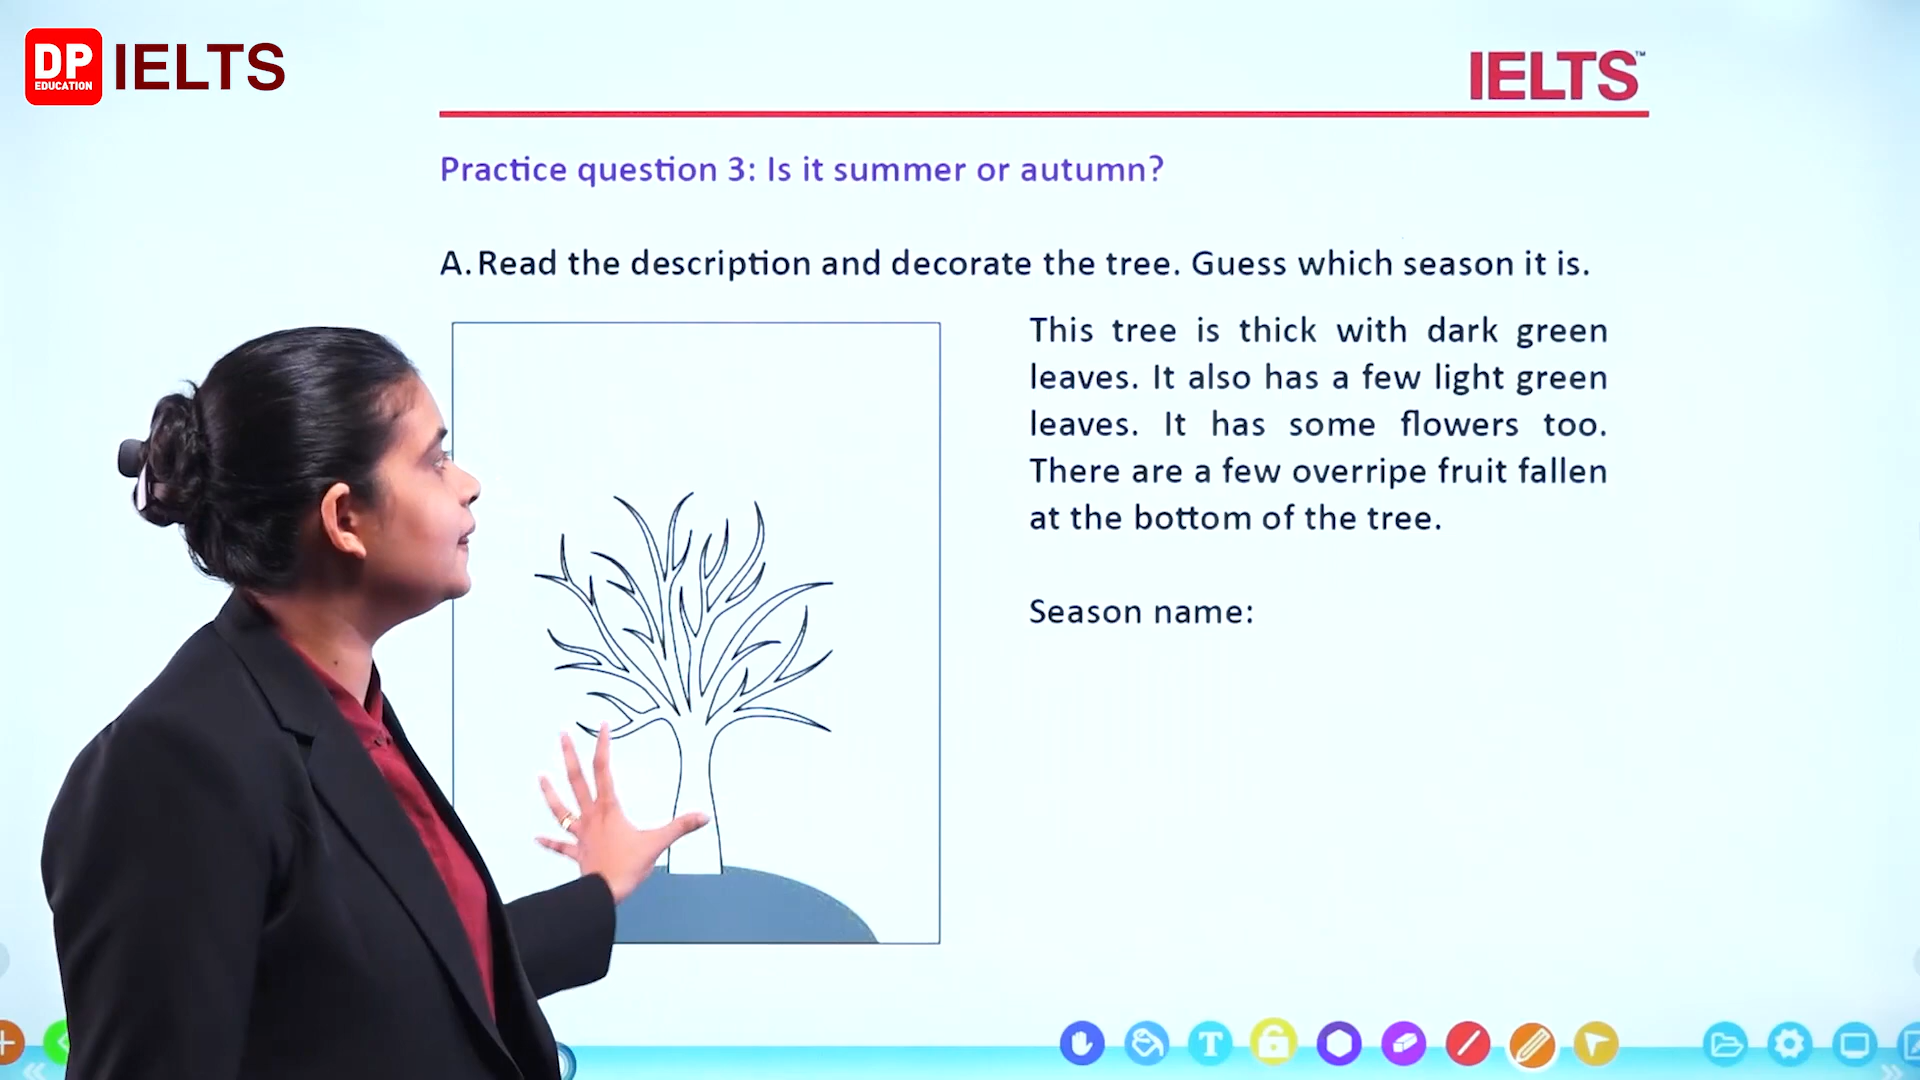 DP
EDUCATION
IELTS
IELTS™
Practice question 3: Is it summer or autumn?
A. Read the description and decorate the tree. Guess which season it is.
This tree is thick with dark green
leaves. It also has a few light green
leaves. It has some flowers too.
There are a few overripe fruit fallen
at the bottom of the tree.
Season name:
T